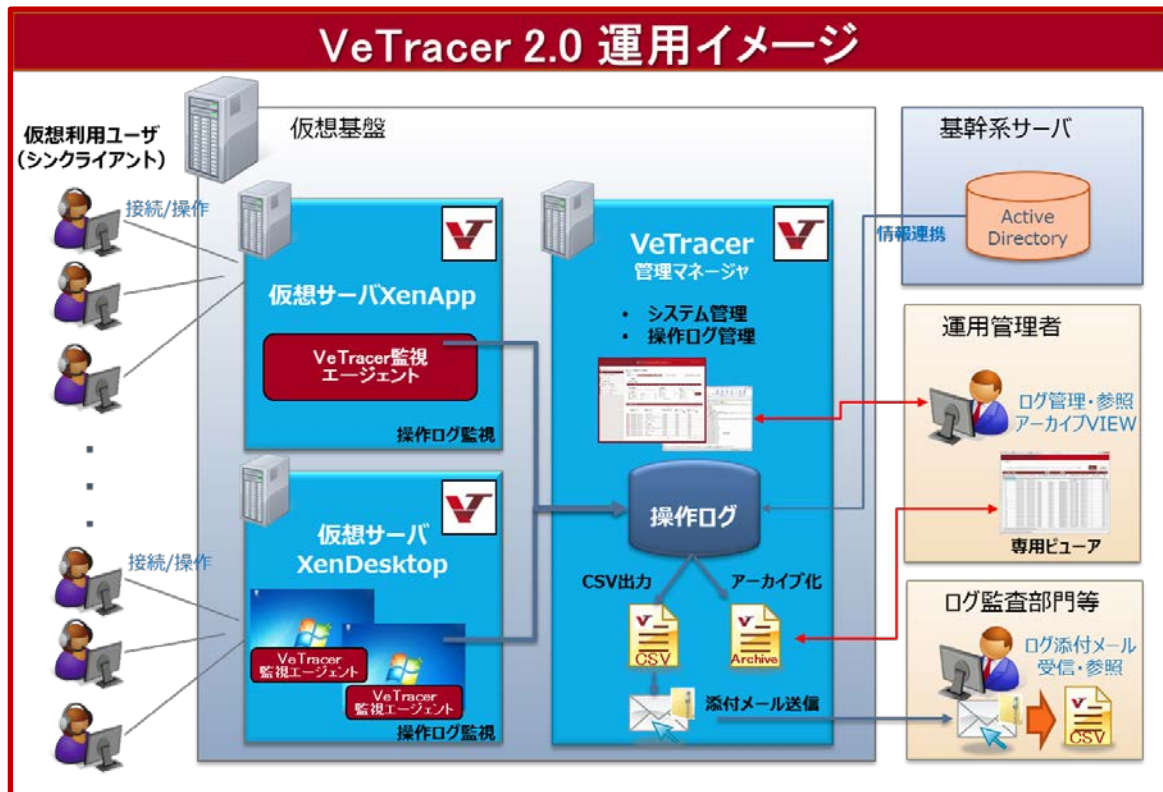 VeTracer 2.0 運用イメージ
仮想利用ユーザ
(シンクライアント)
接続/操作
接続/操作
仮想基盤
仮想サーバXenApp
VeTracer監視
エージェント
操作ログ監視
仮想サーバ
XenDesktop
VeTracer
監視エージェント
VeTracer
監視エージェント
操作ログ監視
VeTracer
管理マネージャ
• システム管理
• 操作ログ管理
操作ログ
CSV出力
アーカイブ化
CSV
Archive
添付メール送信
基幹系サーバ
Active
Directory
情報連携
運用管理者
ログ管理・参照
アーカイブVIEW
専用ビューア
ログ監査部門等
ログ添付メール
受信・参照
CSV